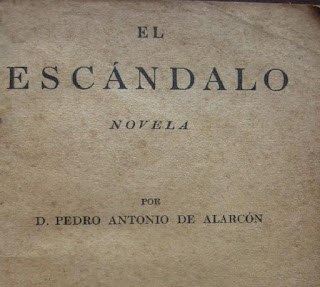 EL
ESCÁNDALO
NOVELA
POR
D. PEDRO ANTONIO DE ALARCÓN